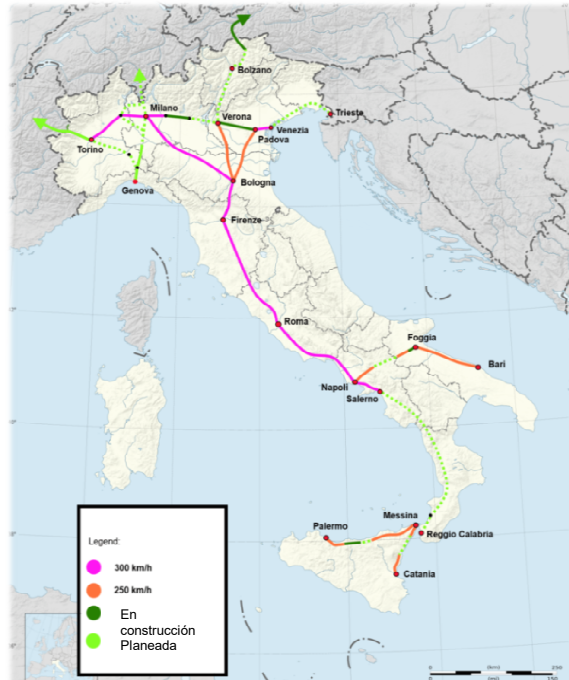 Bolzano
Milano
Verona
Trieste
Venezia
Padova
Torino
Genova
Bologna
Firenze
Roma
Foggia
Napoli
Bari
Salerno
Messina
Palermo
Reggio Calabria
Catania
Legend:
300 km/h
250 km/h
En
construcción
Planeada